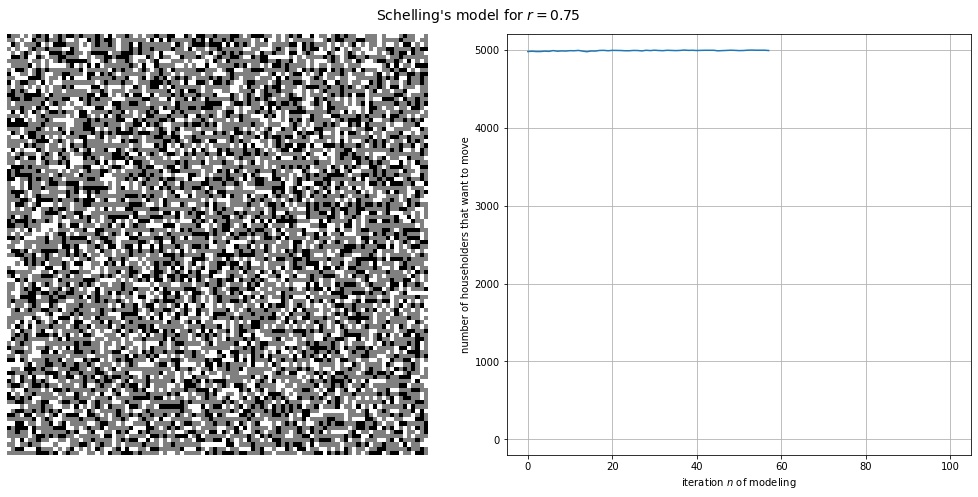 Schelling's model for r = 0.75
number of householders that want to move
5000
4000
3000
2000
1000
0
0 20 40 60 80 100
iteration n of modeling